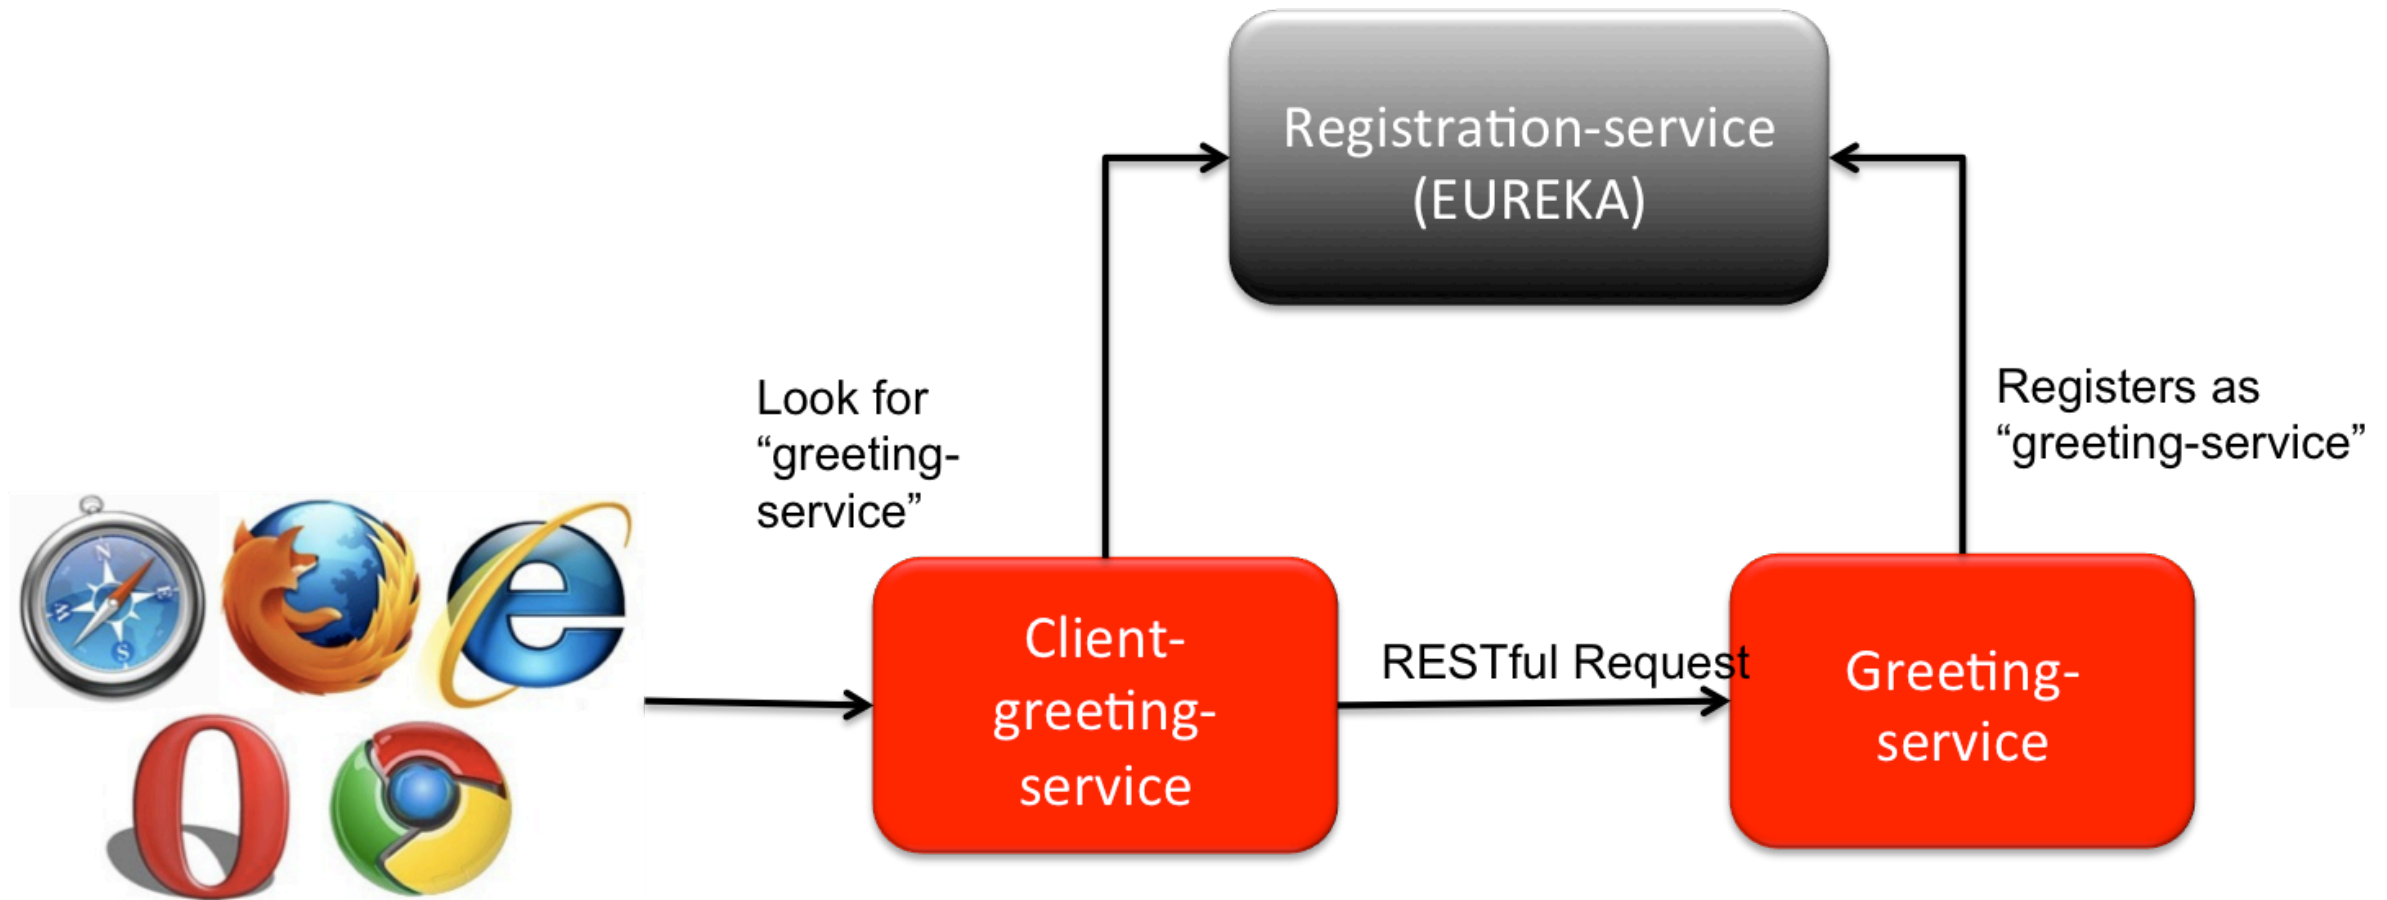 Registration-service
(EUREKA)
Look for
“greeting-
service”
Registers as
“greeting-service”
Client-
greeting-
service
RESTful Request
Greeting-
service
N
E
S
W